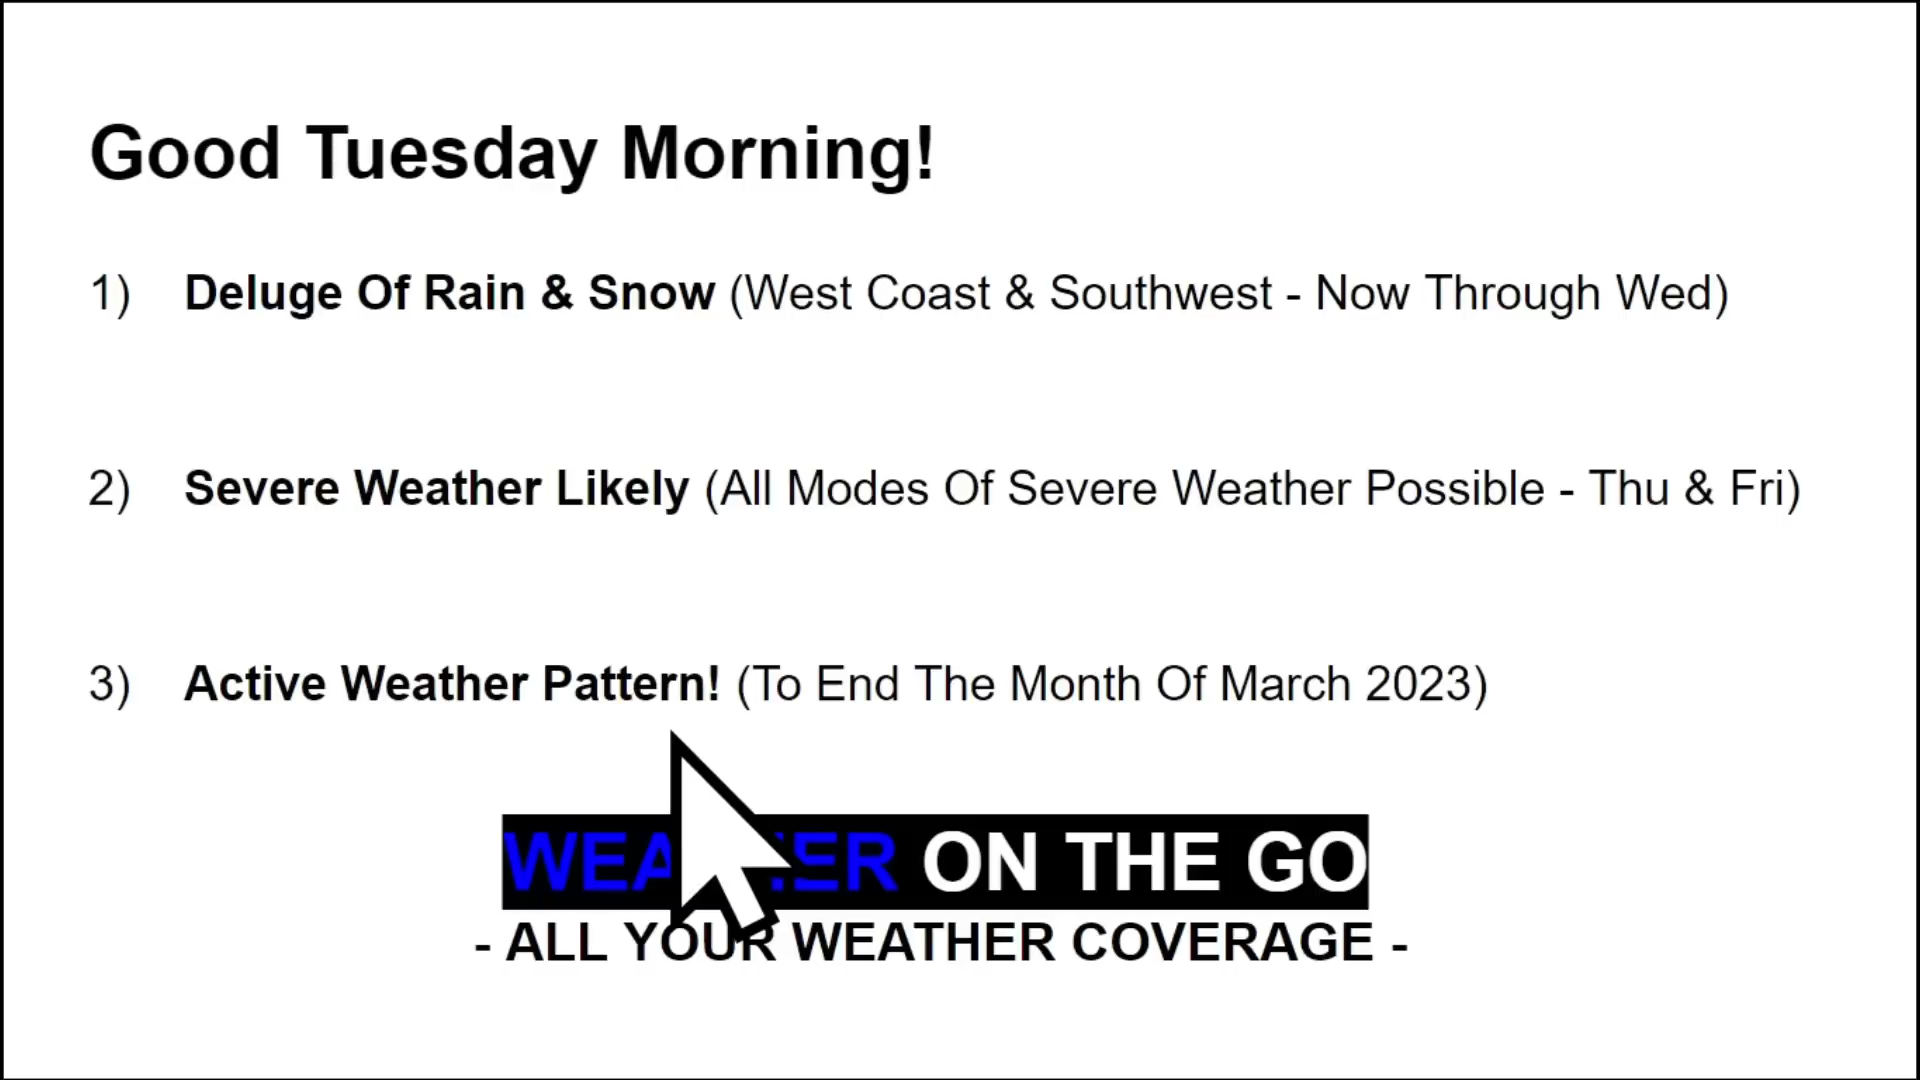 Good Tuesday Morning!
1) Deluge Of Rain & Snow (West Coast & Southwest - Now Through Wed)
2) Severe Weather Likely (All Modes Of Severe Weather Possible - Thu & Fri)
3) Active Weather Pattern! (To End The Month Of March 2023)
WEATHER ON THE GO
- ALL YOUR WEATHER COVERAGE -